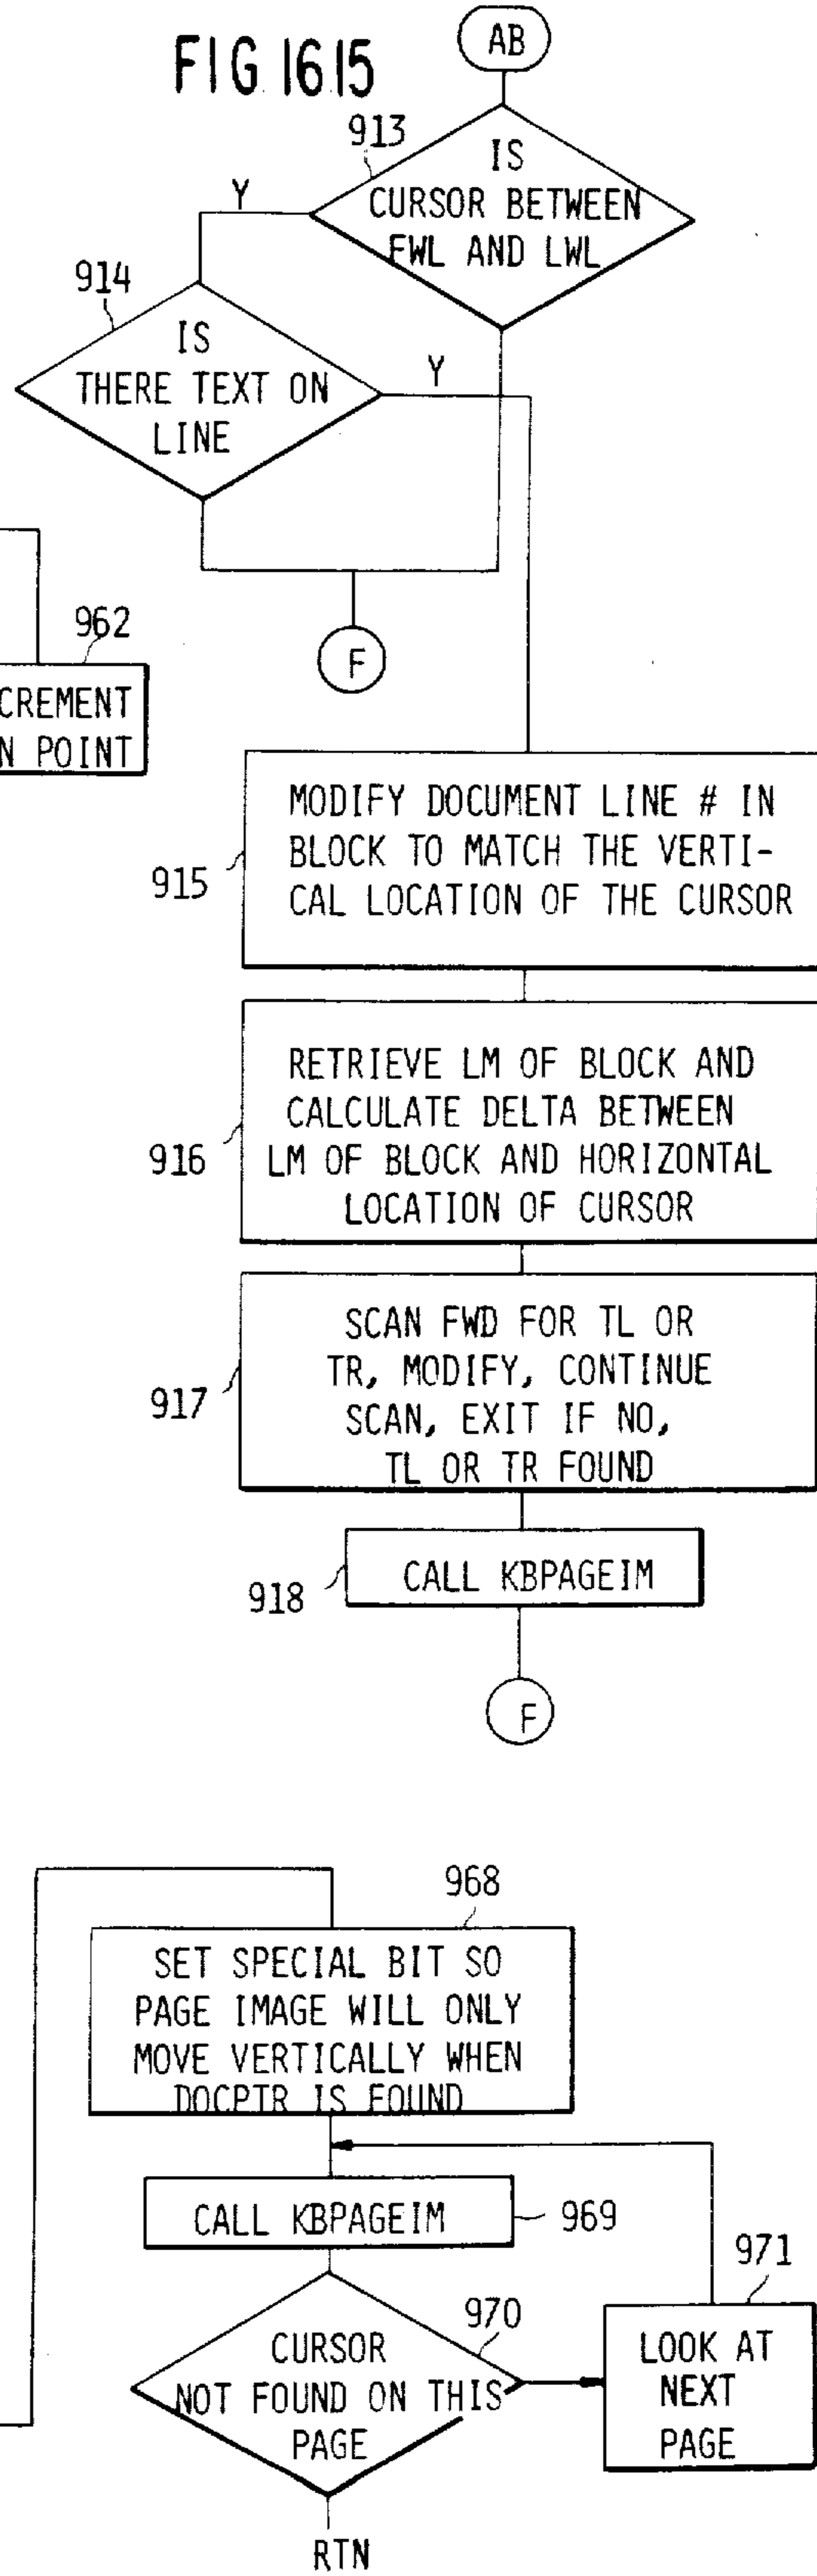 FIG 1615
AB
913
IS
CURSOR BETWEEN
FWL AND LWL
Y
914
IS
THERE TEXT ON
LINE
Y
F
962
CREMENT
N POINT
915
MODIFY DOCUMENT LINE # IN
BLOCK TO MATCH THE VERTI-
CAL LOCATION OF THE CURSOR
916
RETRIEVE LM OF BLOCK AND
CALCULATE DELTA BETWEEN
LM OF BLOCK AND HORIZONTAL
LOCATION OF CURSOR
917
SCAN FWD FOR TL OR
TR, MODIFY, CONTINUE
SCAN, EXIT IF NO,
TL OR TR FOUND
918
CALL KBPAGEIM
F
968
SET SPECIAL BIT SO
PAGE IMAGE WILL ONLY
MOVE VERTICALLY WHEN
DOCPTR IS FOUND
CALL KBPAGEIM
969
970
CURSOR
NOT FOUND ON THIS
PAGE
971
LOOK AT
NEXT
PAGE
RTN